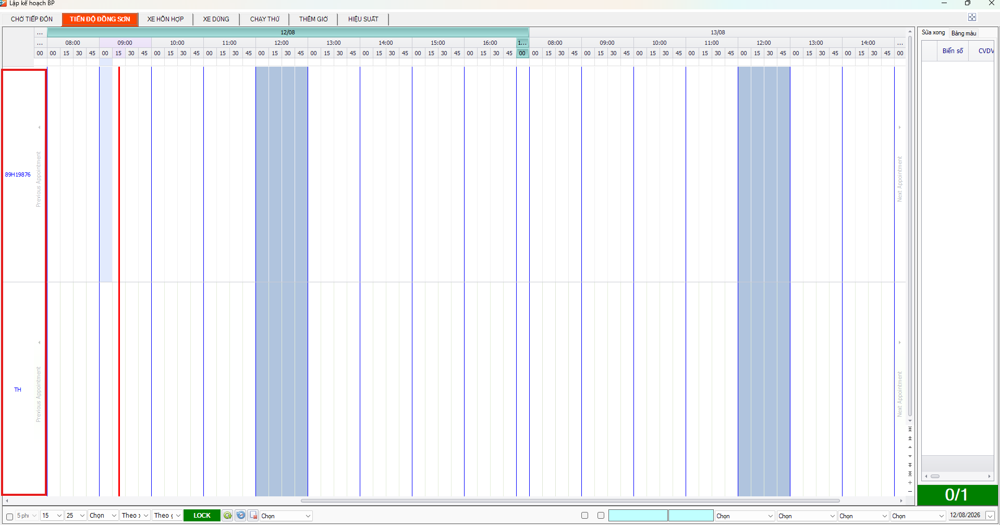 Lập kế hoạch BP
CHỜ TIẾP ĐÓN TIẾN ĐỘ ĐỒNG SƠN XE HỖN HỢP XE DỪNG CHẠY THỬ THÊM GIỜ HIỆU SUẤT
... 12/08 13/08
... 08:00 09:00 10:00 11:00 12:00 13:00 14:00 15:00 16:00 1... 08:00 09:00 10:00 11:00 12:00 13:00 14:00 ...
00 00 15 30 45 00 15 30 45 00 15 30 45 00 15 30 45 00 15 30 45 00 15 30 45 00 15 30 45 00 15 30 45 00 15 30 45 00 00 15 30 45 00 15 30 45 00 15 30 45 00 15 30 45 00 15 30 45 00 15 30 45 00 15 30 45 00
Sửa xong Bảng màu
Biển số CVDV
89H19876
Previous Appointment
Next Appointment
TH
Previous Appointment
Next Appointment
0/1
5 phú 15 25 Chọn Theo Theo LOCK Chọn Chọn Chọn Chọn Chọn 12/08/2026